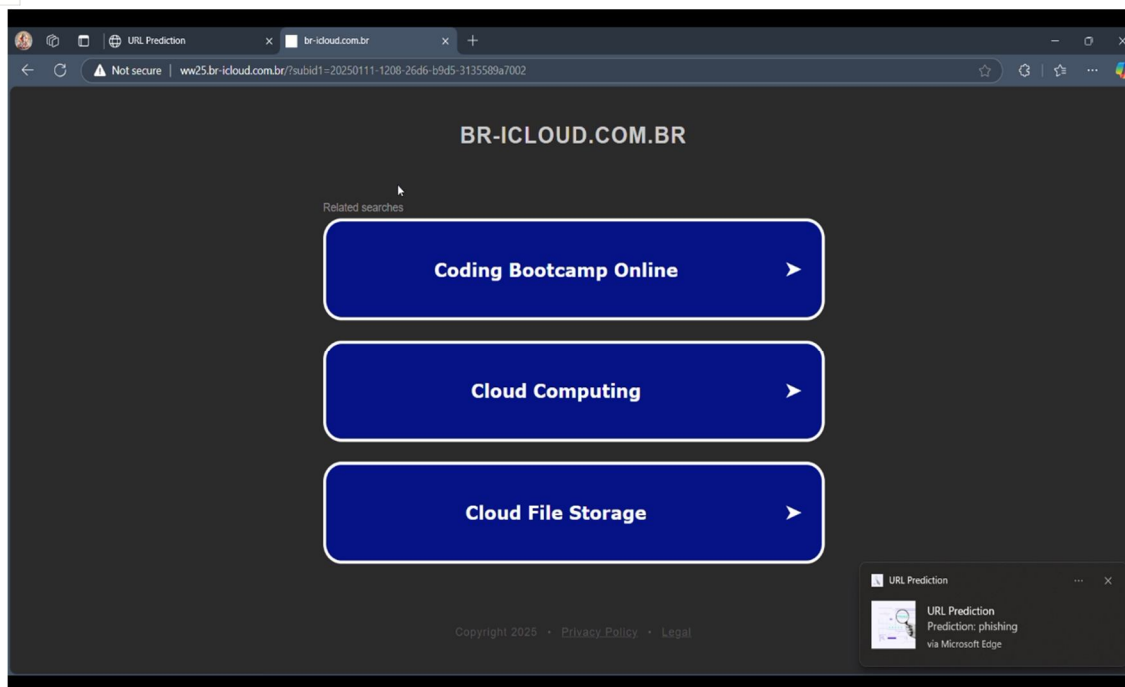 URL Prediction
br-icloud.com.br
Not secure | ww25.br-icloud.com.br/?subid1=20250111-1208-26d6-b9d5-3135589a7002
BR-ICLOUD.COM.BR
Related searches
Coding Bootcamp Online
Cloud Computing
Cloud File Storage
URL Prediction
URL Prediction
Prediction: phishing
via Microsoft Edge
Copyright 2025 • Privacy Policy • Legal